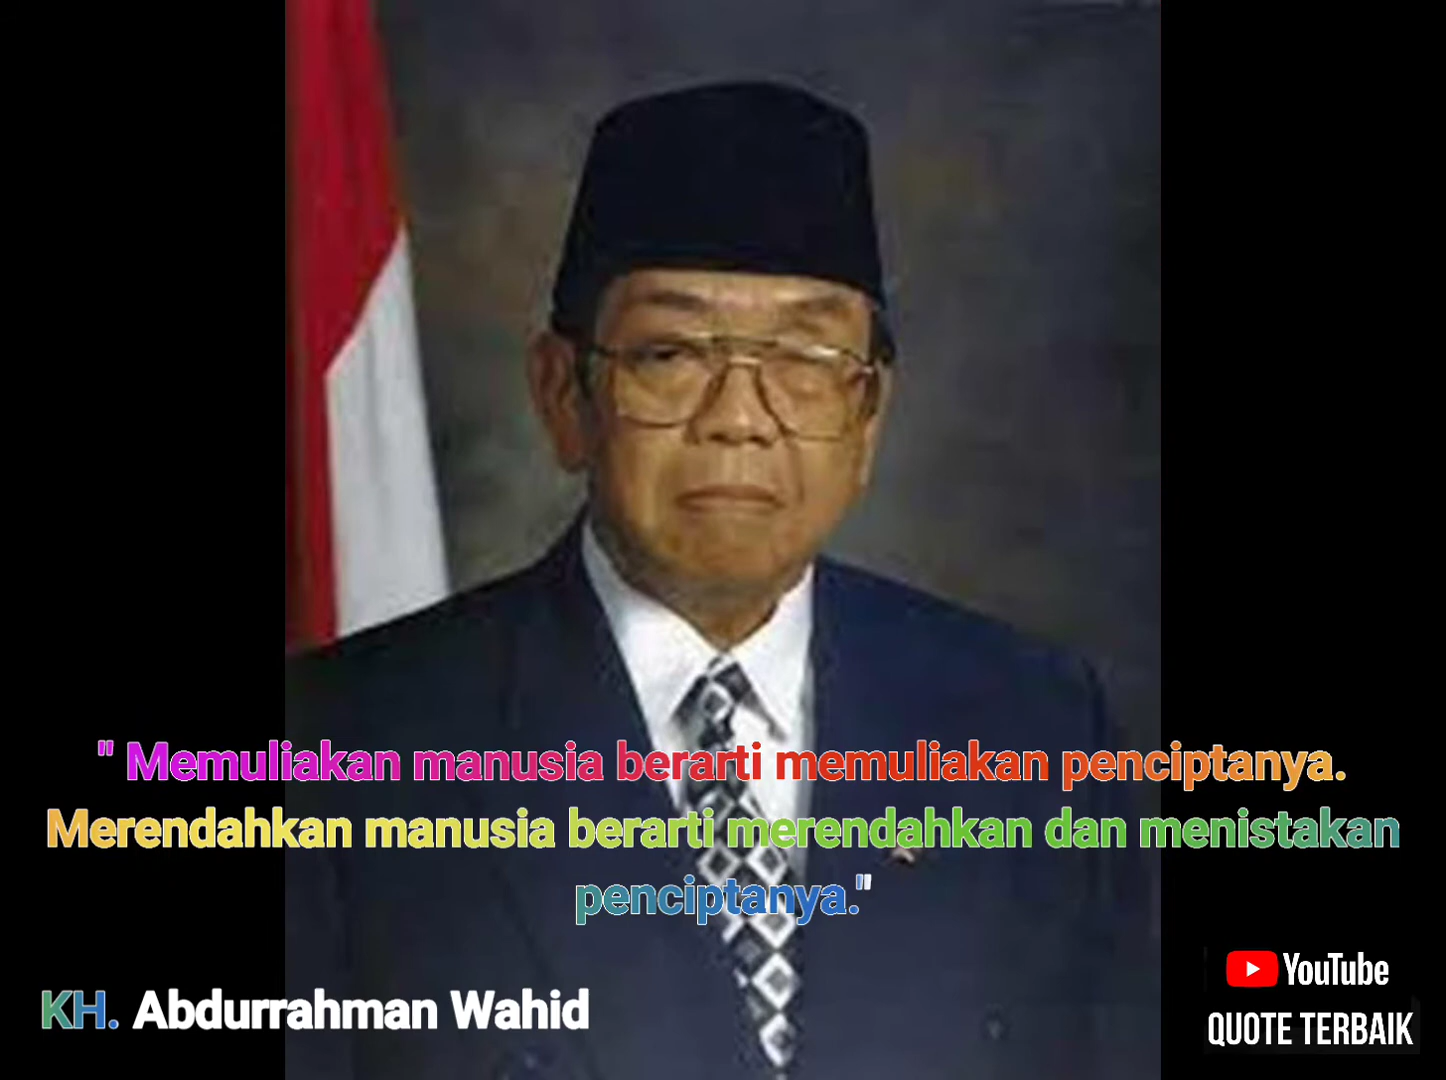 " Memuliakan manusia berarti memuliakan penciptanya.
Merendahkan manusia berarti merendahkan dan menistakan
penciptanya."
KH. Abdurrahman Wahid
YouTube
QUOTE TERBAIK